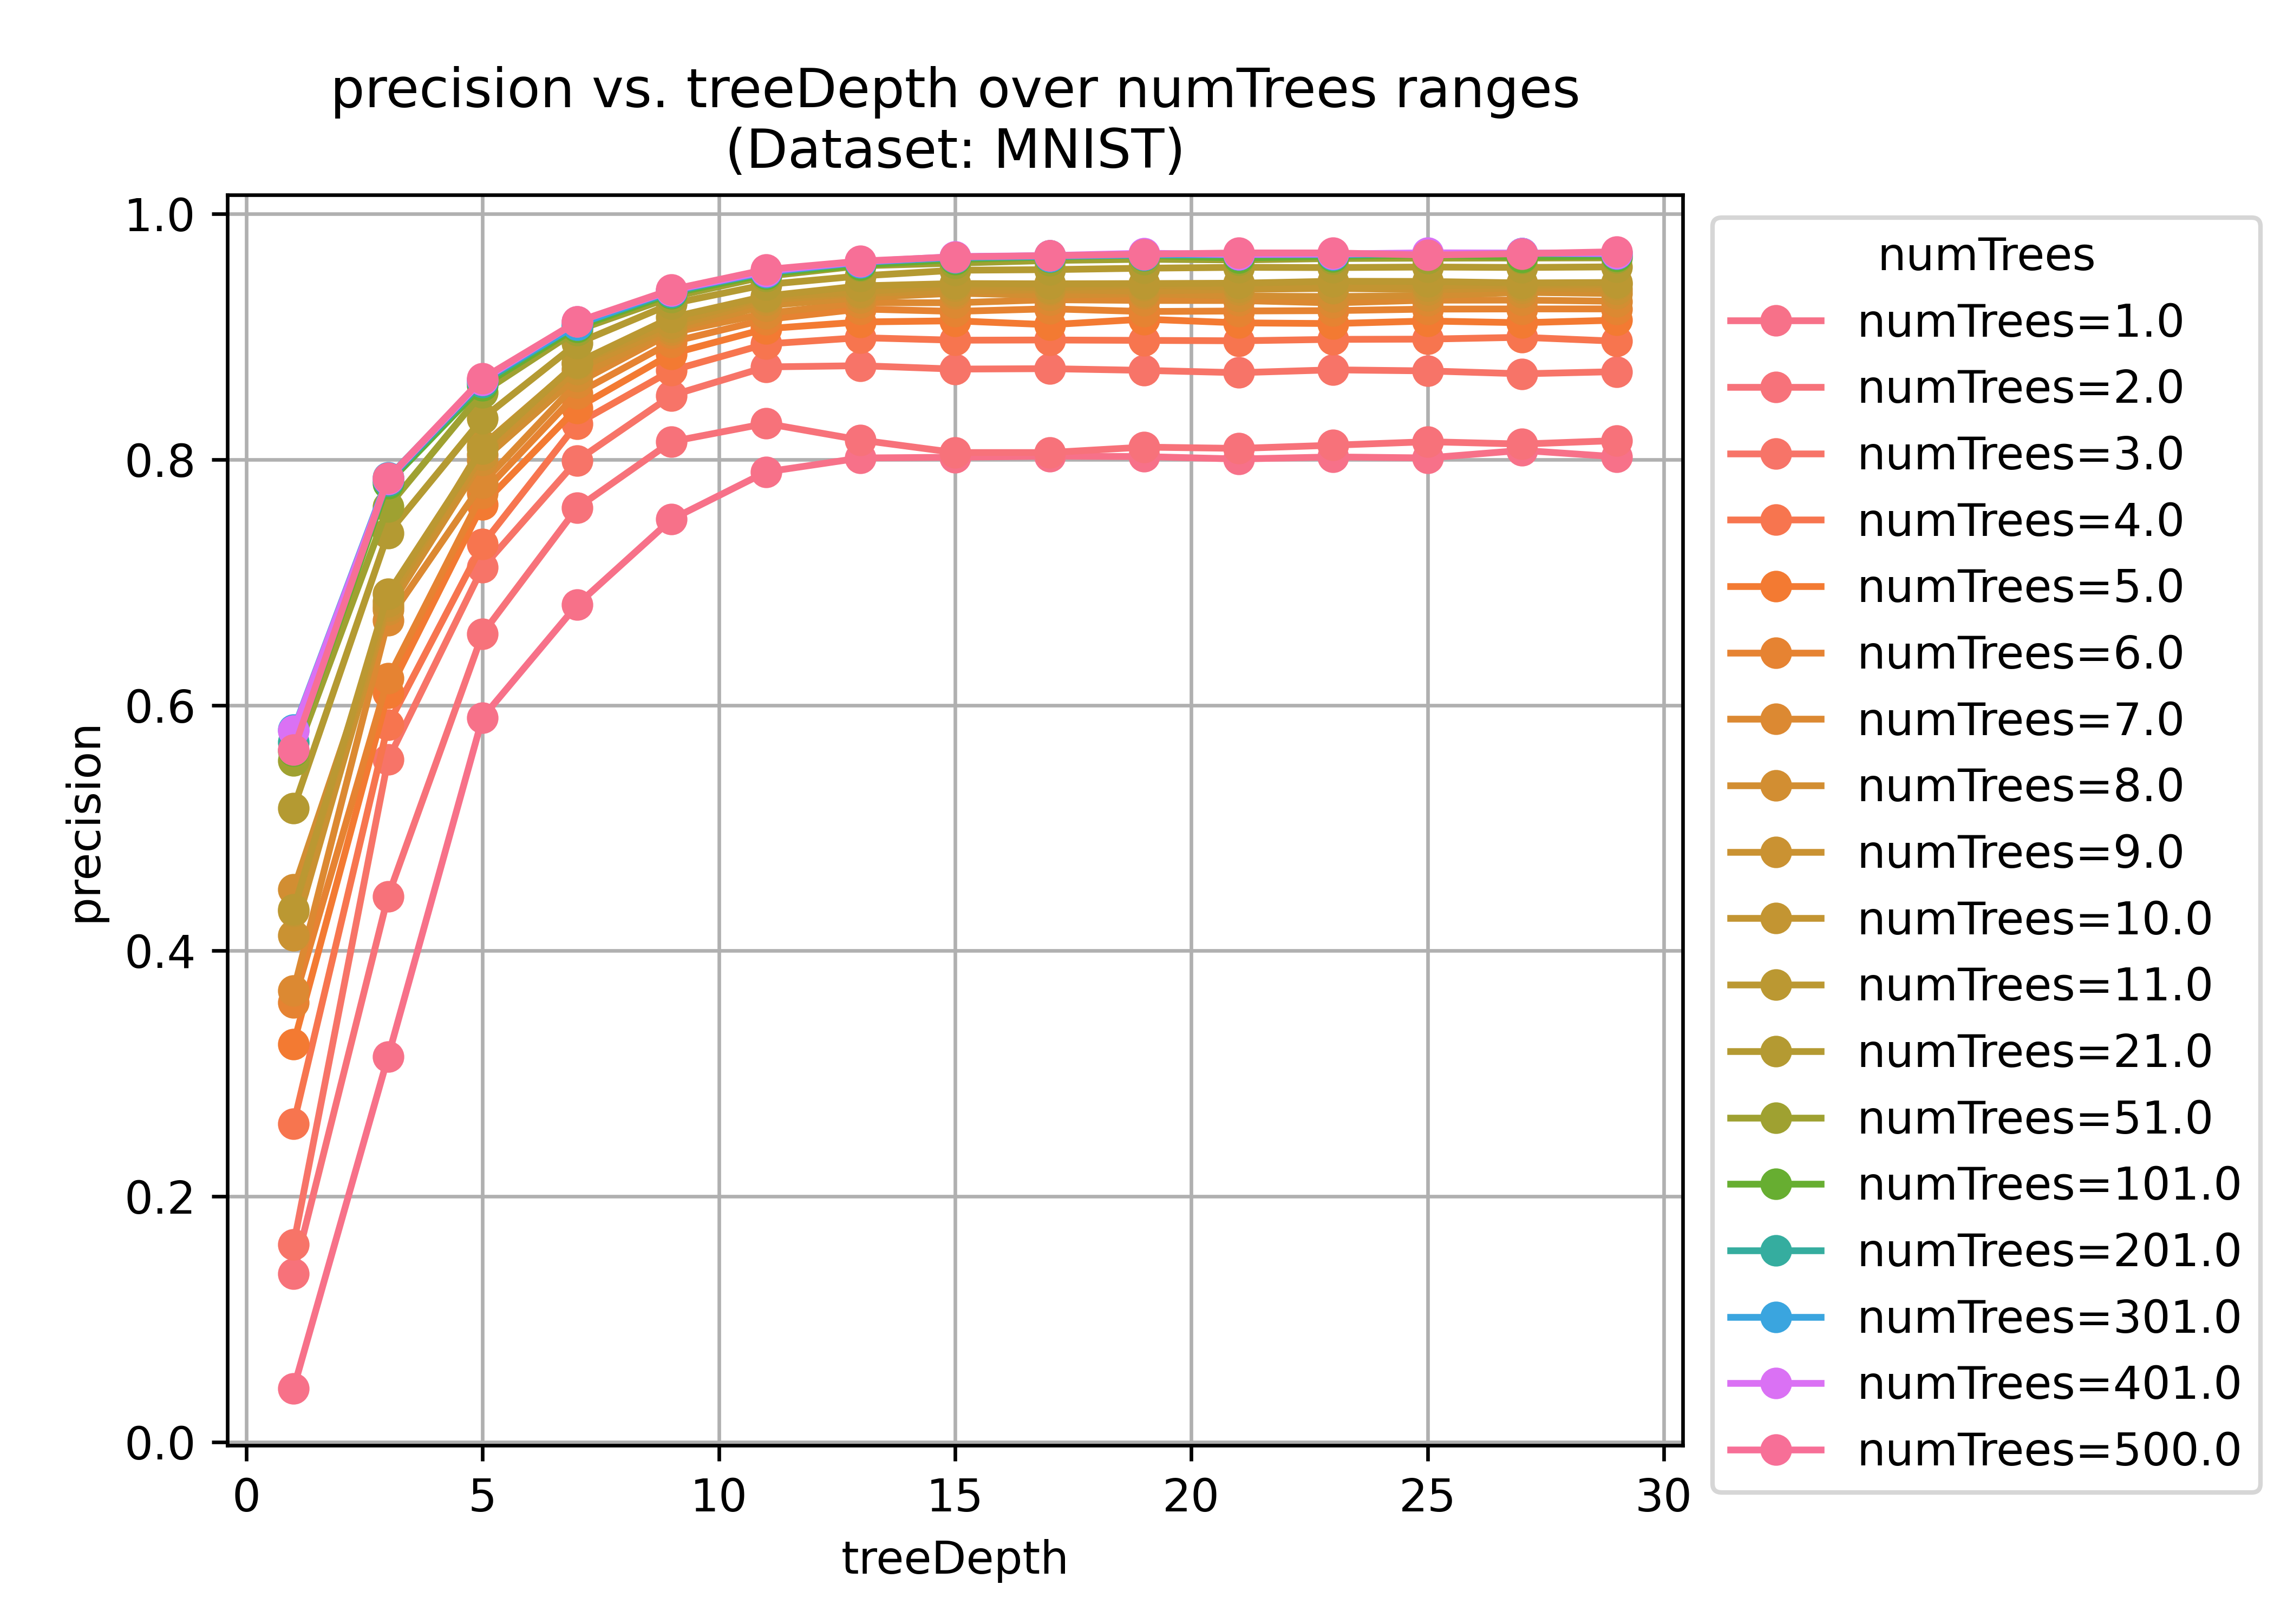 precision vs. treeDepth over numTrees ranges
(Dataset: MNIST)
precision
1.0
0.8
0.6
0.4
0.2
0.0
0 5 10 15 20 25 30
treeDepth
numTrees
numTrees=1.0
numTrees=2.0
numTrees=3.0
numTrees=4.0
numTrees=5.0
numTrees=6.0
numTrees=7.0
numTrees=8.0
numTrees=9.0
numTrees=10.0
numTrees=11.0
numTrees=21.0
numTrees=51.0
numTrees=101.0
numTrees=201.0
numTrees=301.0
numTrees=401.0
numTrees=500.0